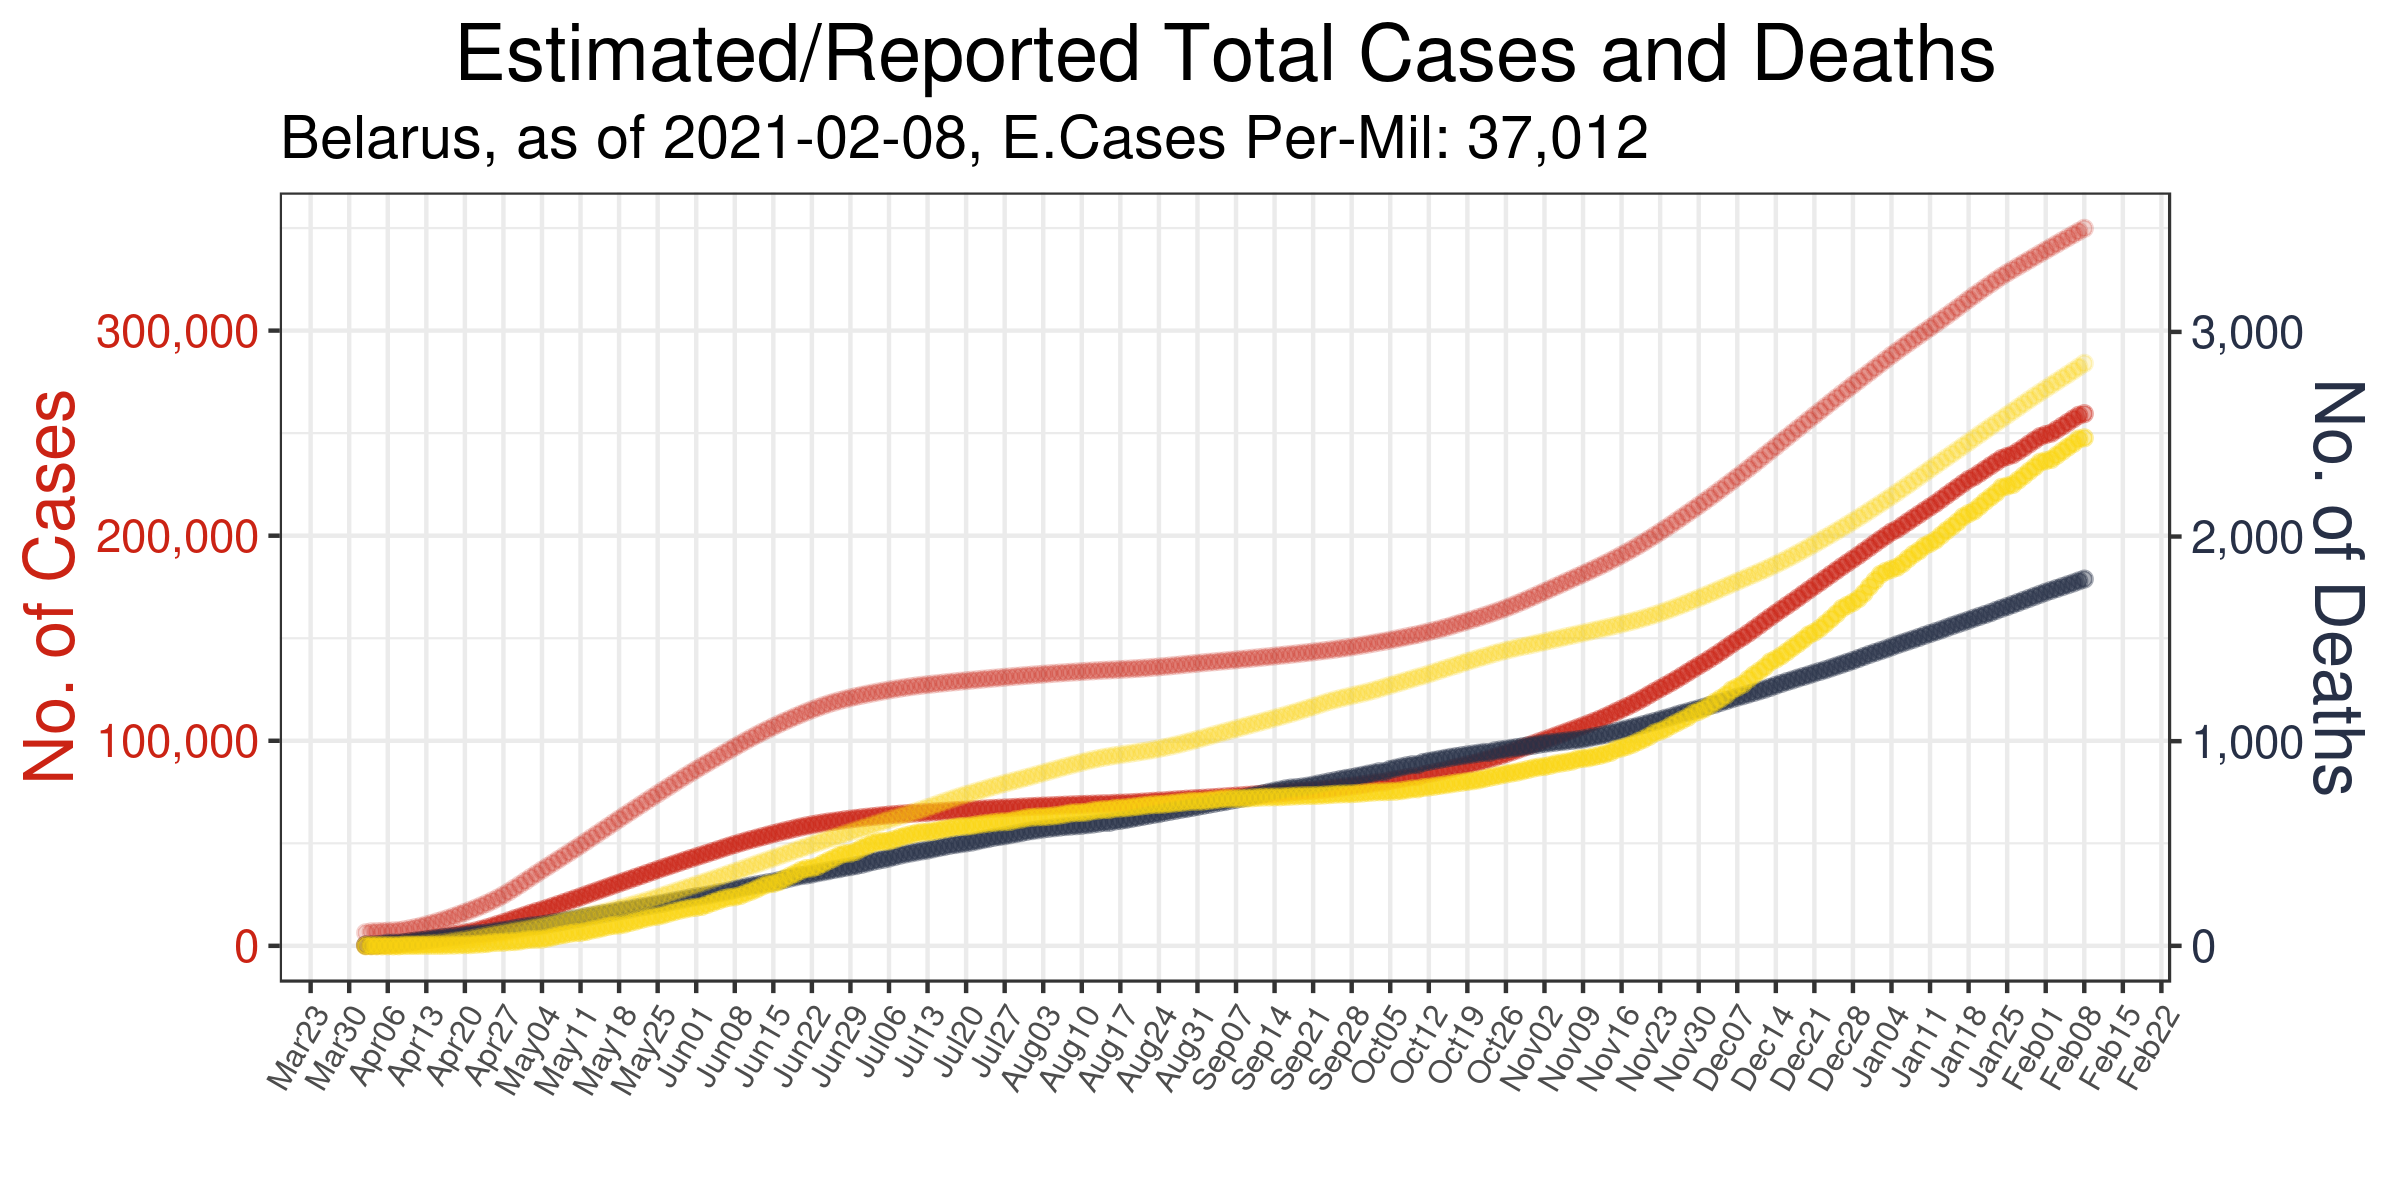 Estimated/Reported Total Cases and Deaths
Belarus, as of 2021-02-08, E.Cases Per-Mil: 37,012
No. of Cases
300,000
200,000
100,000
0
3,000
2,000
1,000
0
No. of Deaths
Mar23
Mar30
Apr06
Apr13
Apr20
Apr27
May04
May11
May18
May25
Jun01
Jun08
Jun15
Jun22
Jun29
Jul06
Jul13
Jul20
Jul27
Aug03
Aug10
Aug17
Aug24
Aug31
Sep07
Sep14
Sep21
Sep28
Oct05
Oct12
Oct19
Oct26
Nov02
Nov09
Nov16
Nov23
Nov30
Dec07
Dec14
Dec21
Dec28
Jan04
Jan11
Jan18
Jan25
Feb01
Feb08
Feb15
Feb22